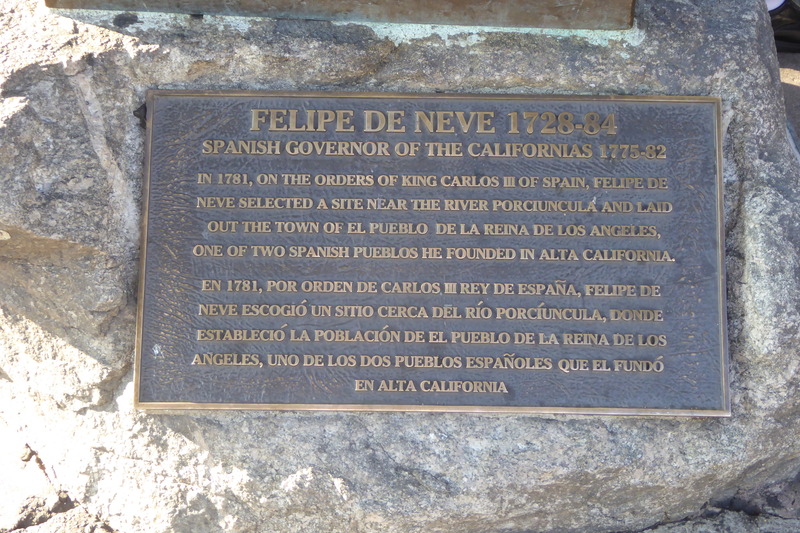 FELIPE DE NEVE 1728-84
SPANISH GOVERNOR OF THE CALIFORNIAS 1775-82
IN 1781, ON THE ORDERS OF KING CARLOS III OF SPAIN, FELIPE DE
NEVE SELECTED A SITE NEAR THE RIVER PORCIUNCULA AND LAID
OUT THE TOWN OF EL PUEBLO DE LA REINA DE LOS ANGELES,
ONE OF TWO SPANISH PUEBLOS HE FOUNDED IN ALTA CALIFORNIA.
EN 1781, POR ORDEN DE CARLOS III REY DE ESPAÑA, FELIPE DE
NEVE ESCOGIÓ UN SITIO CERCA DEL RÍO PORCÍUNCULA, DONDE
ESTABLECIÓ LA POBLACIÓN DE EL PUEBLO DE LA REINA DE LOS
ANGELES, UNO DE LOS DOS PUEBLOS ESPAÑOLES QUE EL FUNDÓ
EN ALTA CALIFORNIA